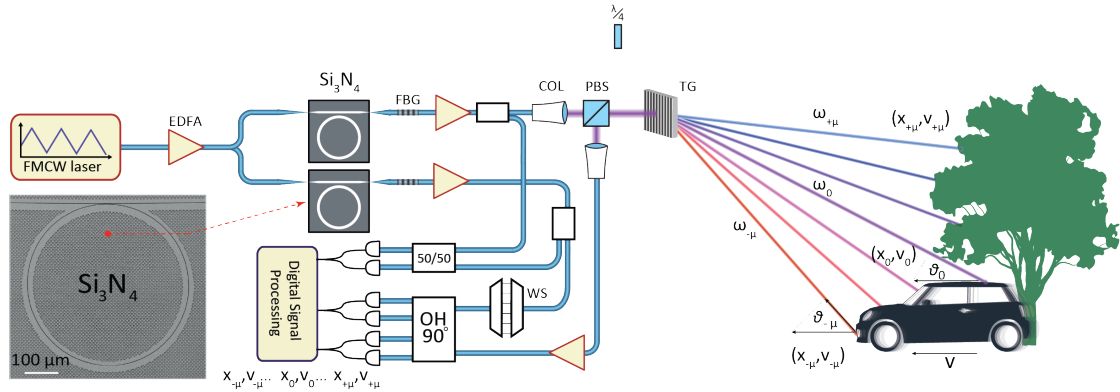 λ/4
Si₃N₄
FBG
COL
PBS
TG
EDFA
FMCW laser
ω₊μ
(x₊μ,v₊μ)
ω₀
ω₋μ
(x₀,v₀)
ϑ₀
ϑ₋μ
(x₋μ,v₋μ)
v
Si₃N₄
100 μm
Digital Signal
Processing
50/50
WS
OH
90°
x₋μ,v₋μ... x₀,v₀... x₊μ,v₊μ